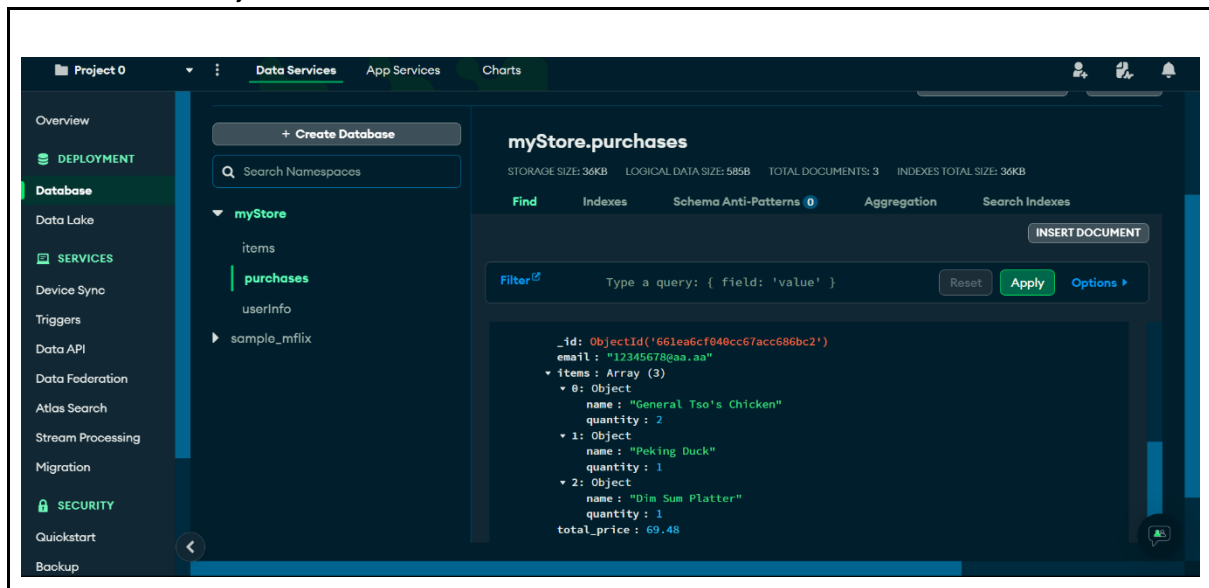 Project 0
Data Services App Services Charts
Overview
DEPLOYMENT
Database
Data Lake
SERVICES
Device Sync
Triggers
Data API
Data Federation
Atlas Search
Stream Processing
Migration
SECURITY
Quickstart
Backup
+ Create Database
Search Namespaces
myStore
items
purchases
userInfo
sample_mflix
myStore.purchases
STORAGE SIZE: 36KB LOGICAL DATA SIZE: 585B TOTAL DOCUMENTS: 3 INDEXES TOTAL SIZE: 36KB
Find Indexes Schema Anti-Patterns 0 Aggregation Search Indexes
INSERT DOCUMENT
Filter Type a query: { field: 'value' } Reset Apply Options
_id: ObjectId('661ea6cf040cc67acc686bc2')
email : "12345678@aa.aa"
items : Array (3)
0: Object
name : "General Tso's Chicken"
quantity : 2
1: Object
name : "Peking Duck"
quantity : 1
2: Object
name : "Dim Sum Platter"
quantity : 1
total_price : 69.48